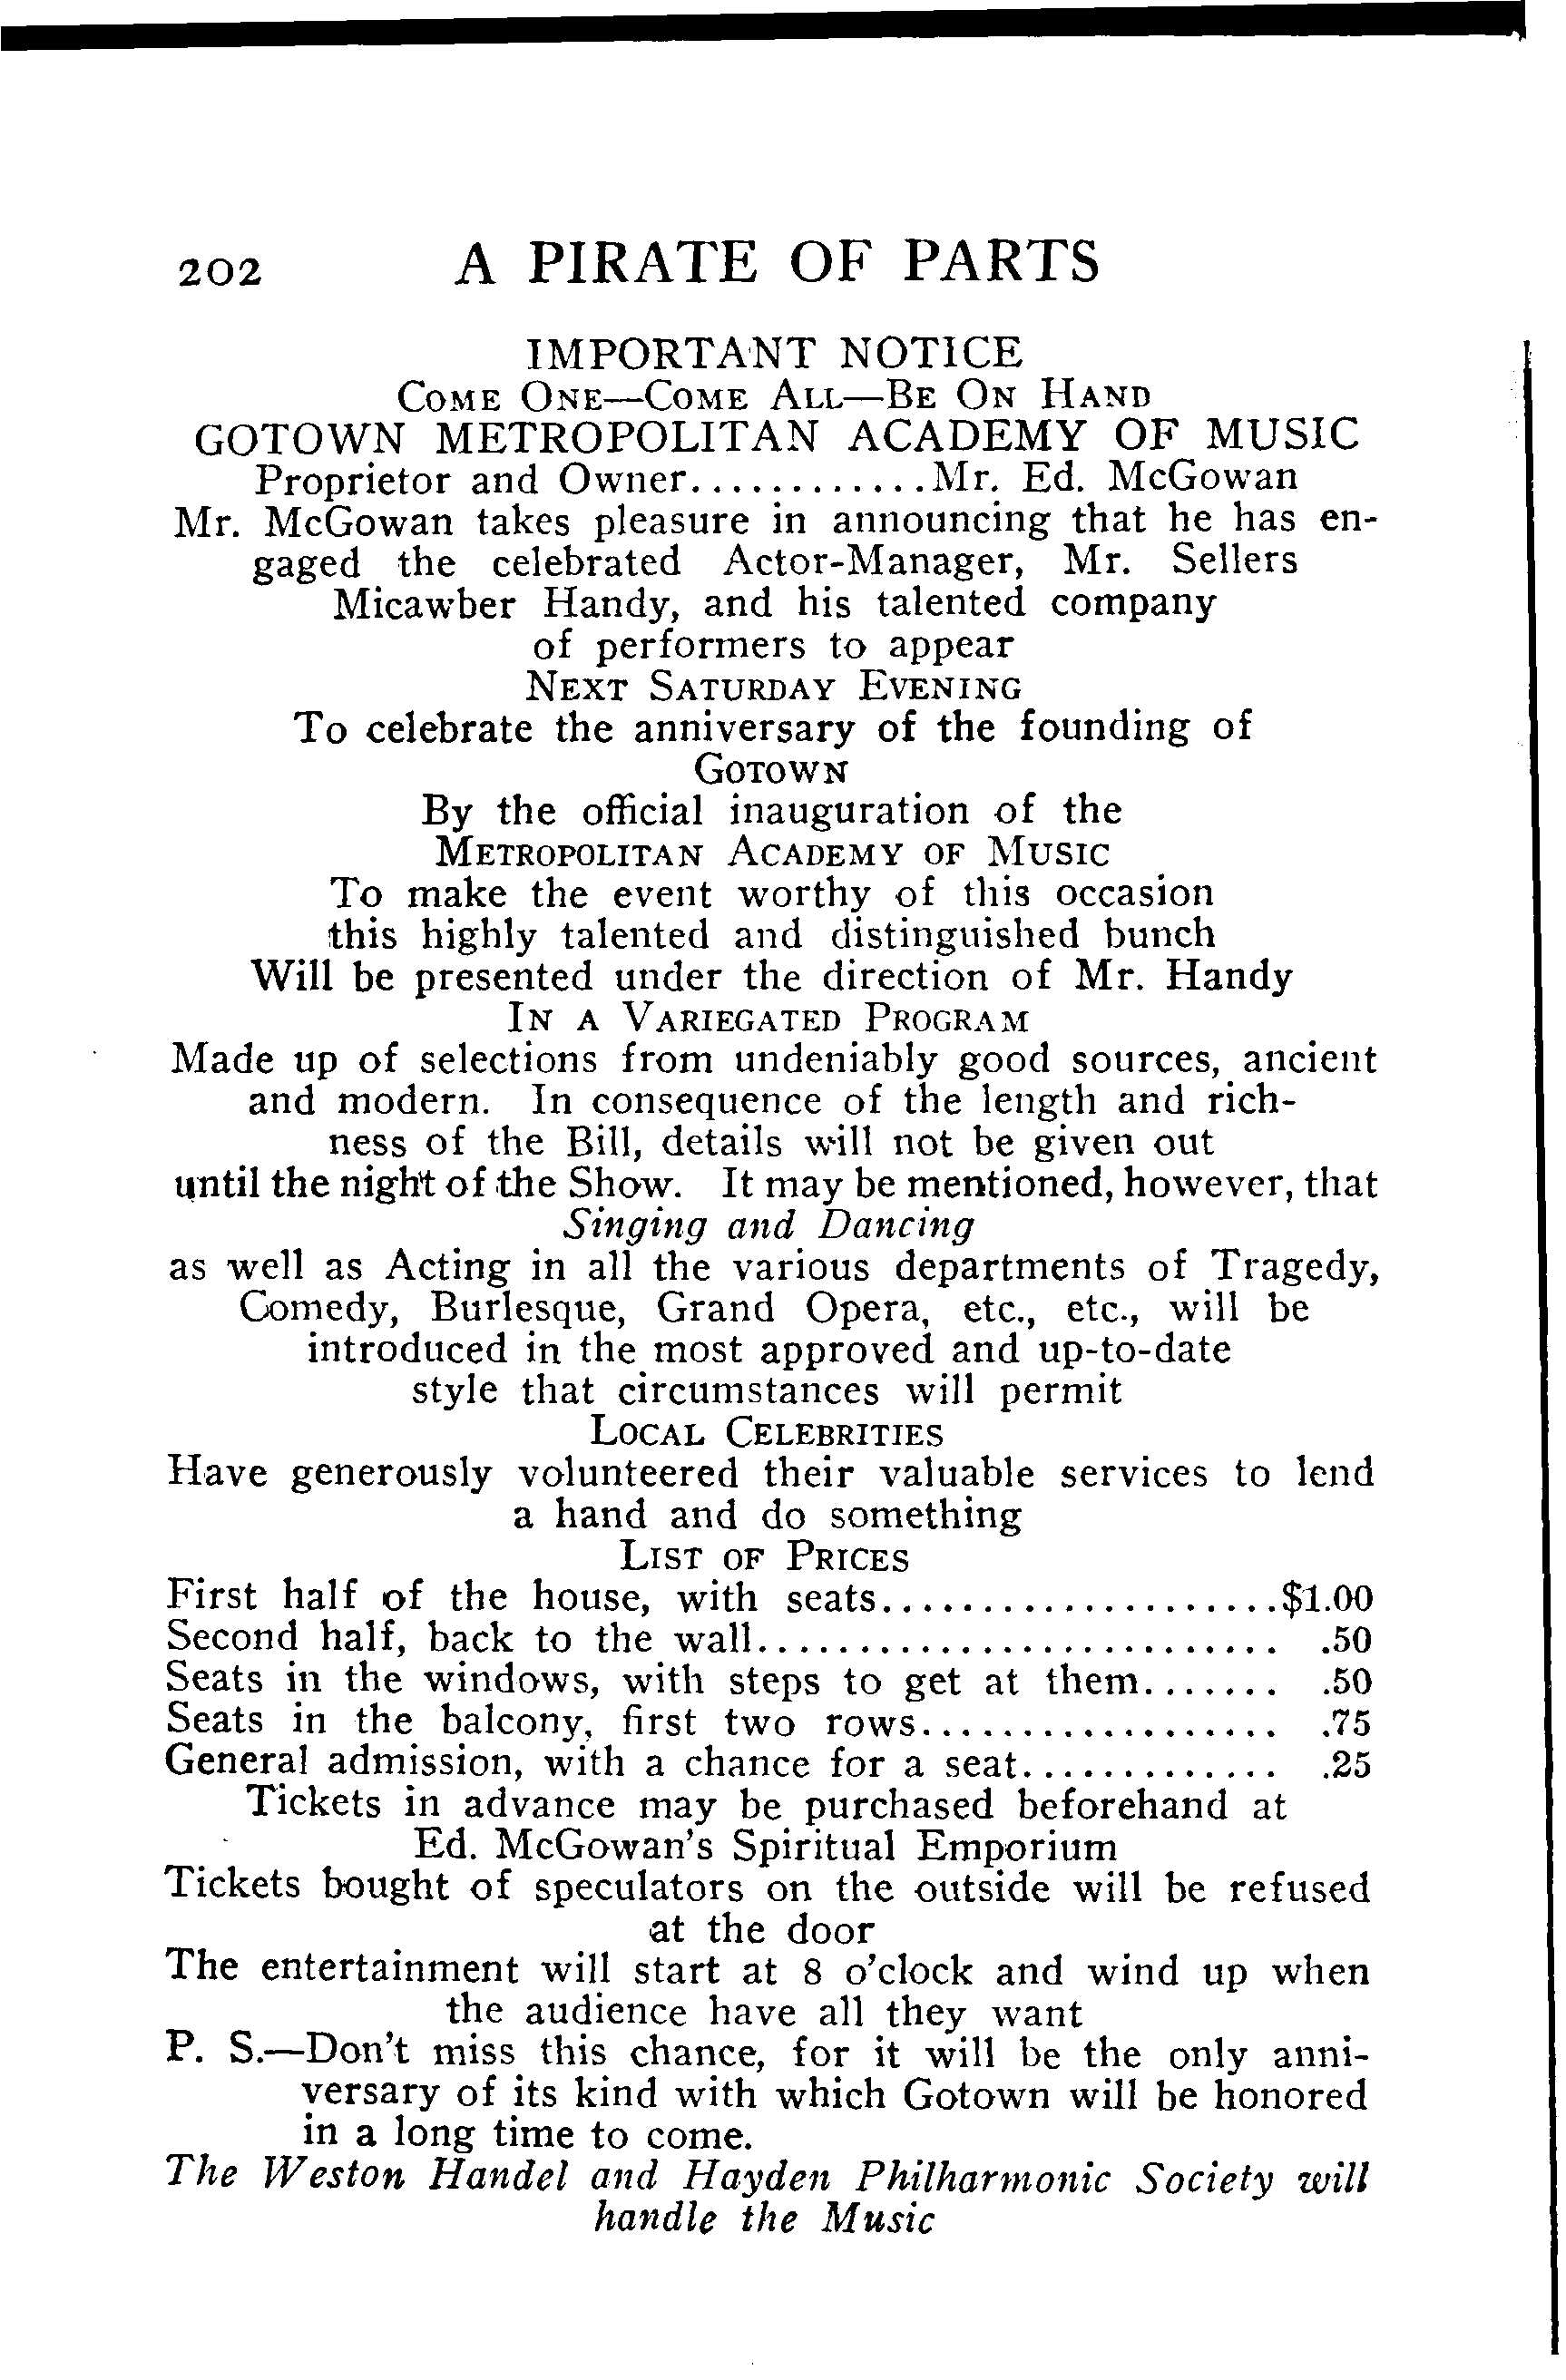 202 A PIRATE OF PARTS
IMPORTANT NOTICE
COME ONE—COME ALL—BE ON HAND
GOTOWN METROPOLITAN ACADEMY OF MUSIC
Proprietor and Owner............Mr. Ed. McGowan
Mr. McGowan takes pleasure in announcing that he has en-
gaged the celebrated Actor-Manager, Mr. Sellers
Micawber Handy, and his talented company
of performers to appear
NEXT SATURDAY EVENING
To celebrate the anniversary of the founding of
GOTOWN
By the official inauguration of the
METROPOLITAN ACADEMY OF MUSIC
To make the event worthy of this occasion
this highly talented and distinguished bunch
Will be presented under the direction of Mr. Handy
IN A VARIEGATED PROGRAM
Made up of selections from undeniably good sources, ancient
and modern. In consequence of the length and rich-
ness of the Bill, details will not be given out
until the night of the Show. It may be mentioned, however, that
Singing and Dancing
as well as Acting in all the various departments of Tragedy,
Comedy, Burlesque, Grand Opera, etc., etc., will be
introduced in the most approved and up-to-date
style that circumstances will permit
LOCAL CELEBRITIES
Have generously volunteered their valuable services to lend
a hand and do something
LIST OF PRICES
First half of the house, with seats....................$1.00
Second half, back to the wall.......................... .50
Seats in the windows, with steps to get at them....... .50
Seats in the balcony, first two rows.................. .75
General admission, with a chance for a seat............. .25
Tickets in advance may be purchased beforehand at
Ed. McGowan's Spiritual Emporium
Tickets bought of speculators on the outside will be refused
at the door
The entertainment will start at 8 o'clock and wind up when
the audience have all they want
P. S.—Don't miss this chance, for it will be the only anni-
versary of its kind with which Gotown will be honored
in a long time to come.
The Weston Handel and Hayden Philharmonic Society will
handle the Music